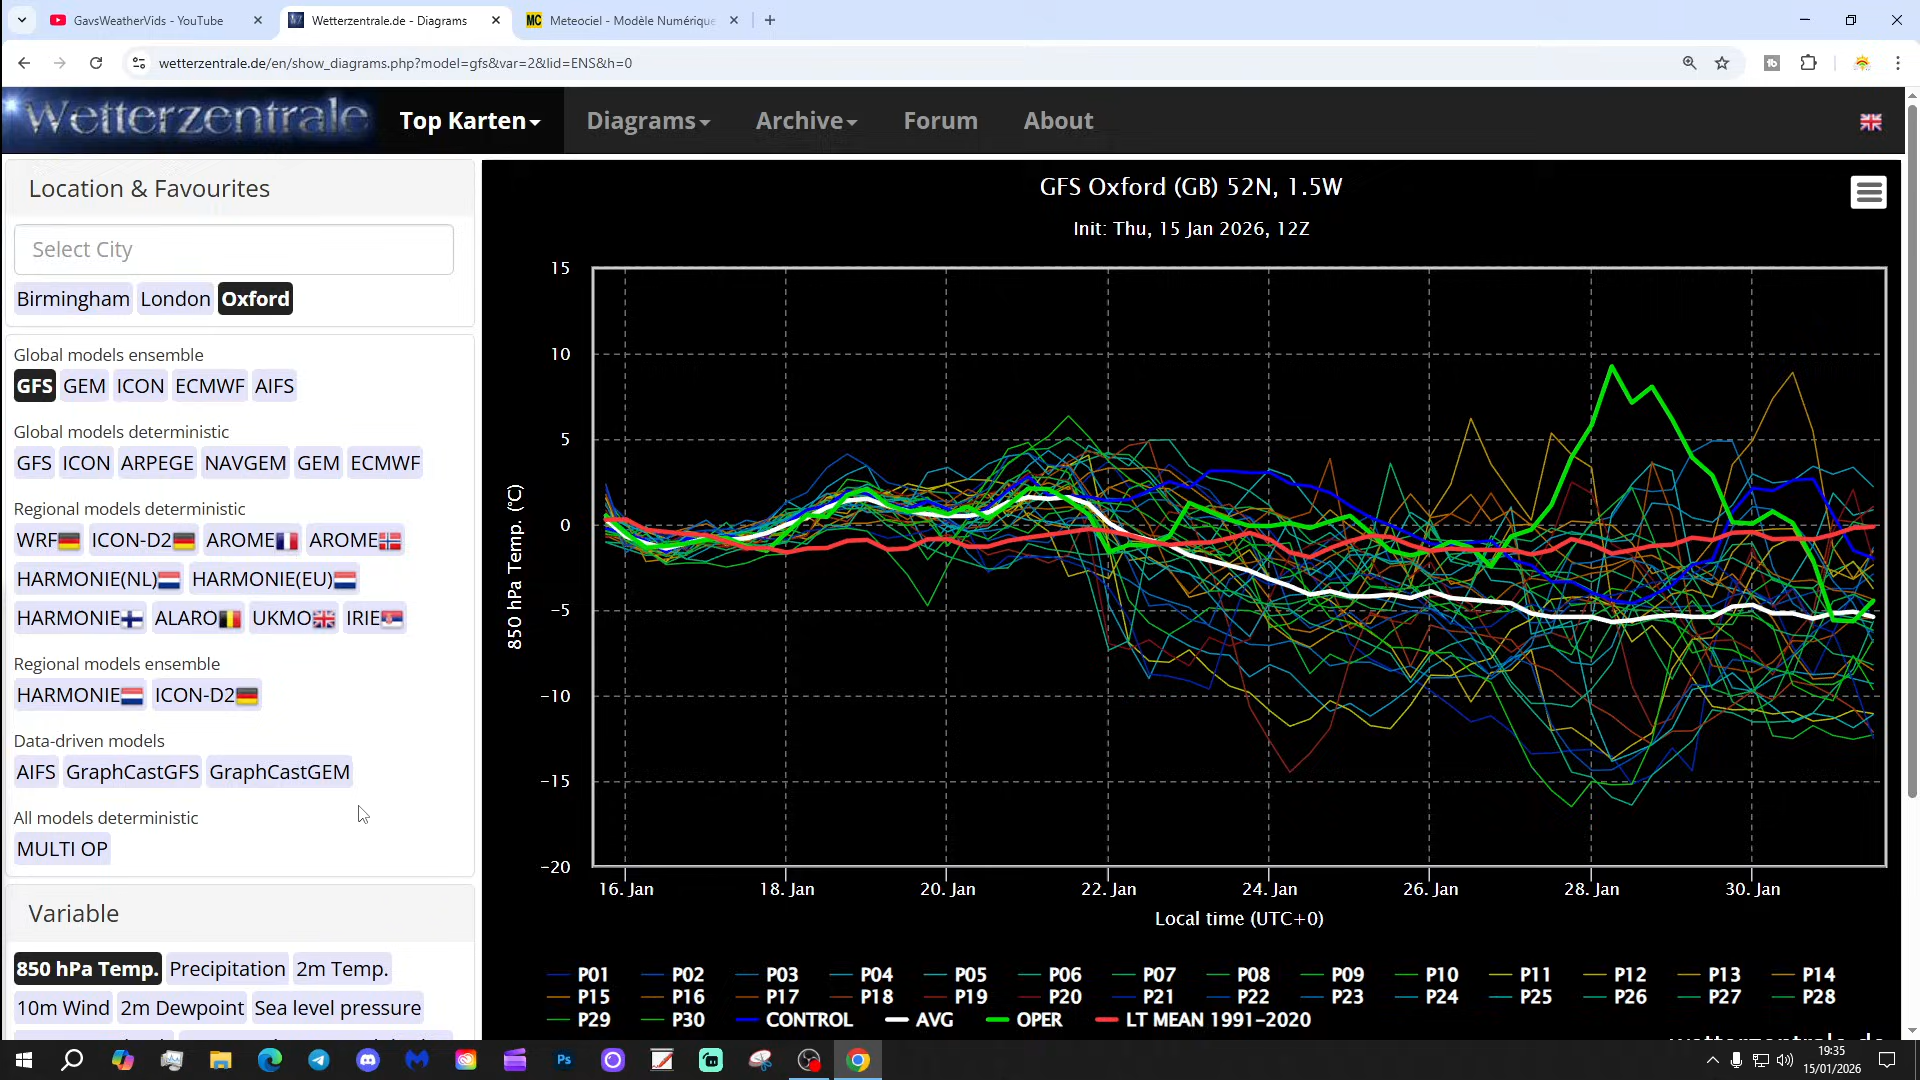 GavsWeatherVids - YouTube
Wetterzentrale.de - Diagrams
MC Meteociel - Modèle Numérique
wetterzentrale.de/en/show_diagrams.php?model=gfs&var=2&lid=ENS&h=0
Wetterzentrale Top Karten Diagrams Archive Forum About
Location & Favourites
Select City
Birmingham London Oxford
Global models ensemble
GFS GEM ICON ECMWF AIFS
Global models deterministic
GFS ICON ARPEGE NAVGEM GEM ECMWF
Regional models deterministic
WRF ICON-D2 AROME AROME
HARMONIE(NL) HARMONIE(EU)
HARMONIE ALARO UKMO IRIE
Regional models ensemble
HARMONIE ICON-D2
Data-driven models
AIFS GraphCastGFS GraphCastGEM
All models deterministic
MULTI OP
Variable
850 hPa Temp. Precipitation 2m Temp.
10m Wind 2m Dewpoint Sea level pressure
GFS Oxford (GB) 52N, 1.5W
Init: Thu, 15 Jan 2026, 12Z
850 hPa Temp. (°C)
15
10
5
0
−5
−10
−15
−20
16. Jan 18. Jan 20. Jan 22. Jan 24. Jan 26. Jan 28. Jan 30. Jan
Local time (UTC+0)
P01 P02 P03 P04 P05 P06 P07 P08 P09 P10 P11 P12 P13 P14
P15 P16 P17 P18 P19 P20 P21 P22 P23 P24 P25 P26 P27 P28
P29 P30 CONTROL AVG OPER LT MEAN 1991-2020
Ps
19:35
15/01/2026